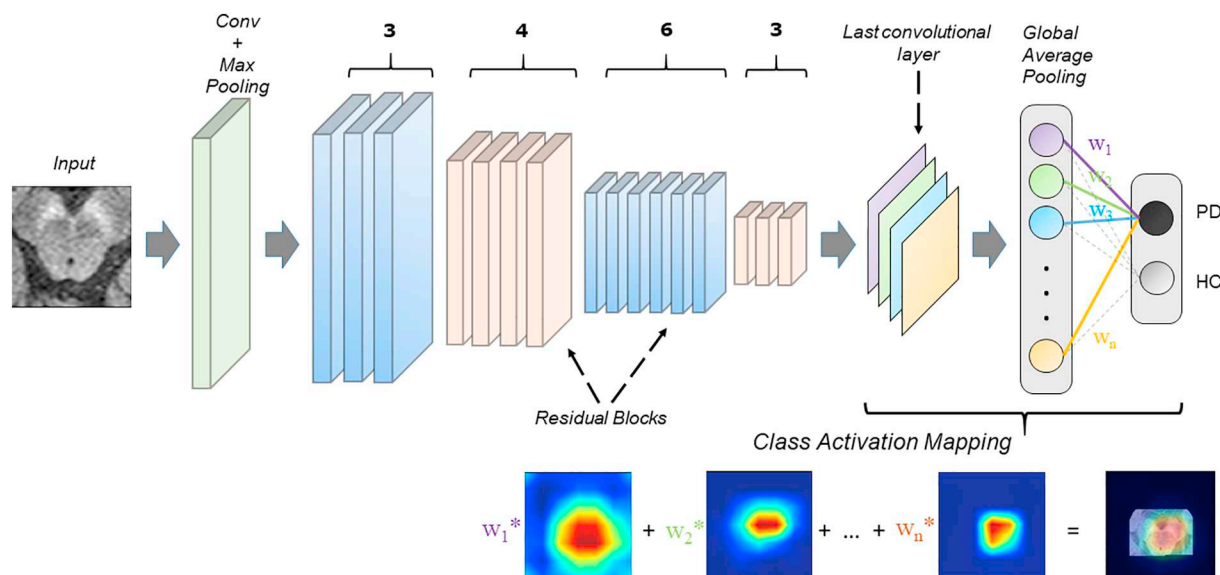 Conv
+
Max
Pooling
3
4
6
3
Last convolutional
layer
Global
Average
Pooling
Input
w1
w2
w3
wn
PD
HC
Residual Blocks
Class Activation Mapping
w1* + w2* + ... + wn* =